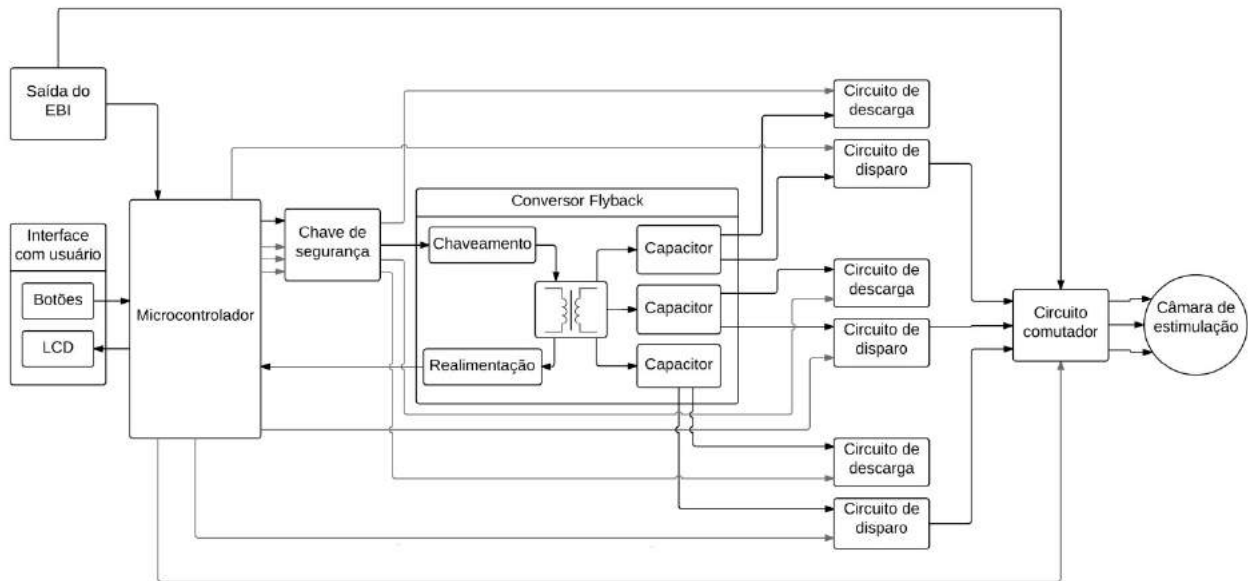 Saída do
EBI
Interface
com usuário
Botões
LCD
Microcontrolador
Chave de
segurança
Conversor Flyback
Chaveamento
Realimentação
Capacitor
Capacitor
Capacitor
Circuito de
descarga
Circuito de
disparo
Circuito de
descarga
Circuito de
disparo
Circuito de
descarga
Circuito de
disparo
Circuito
comutador
Câmara de
estimulação